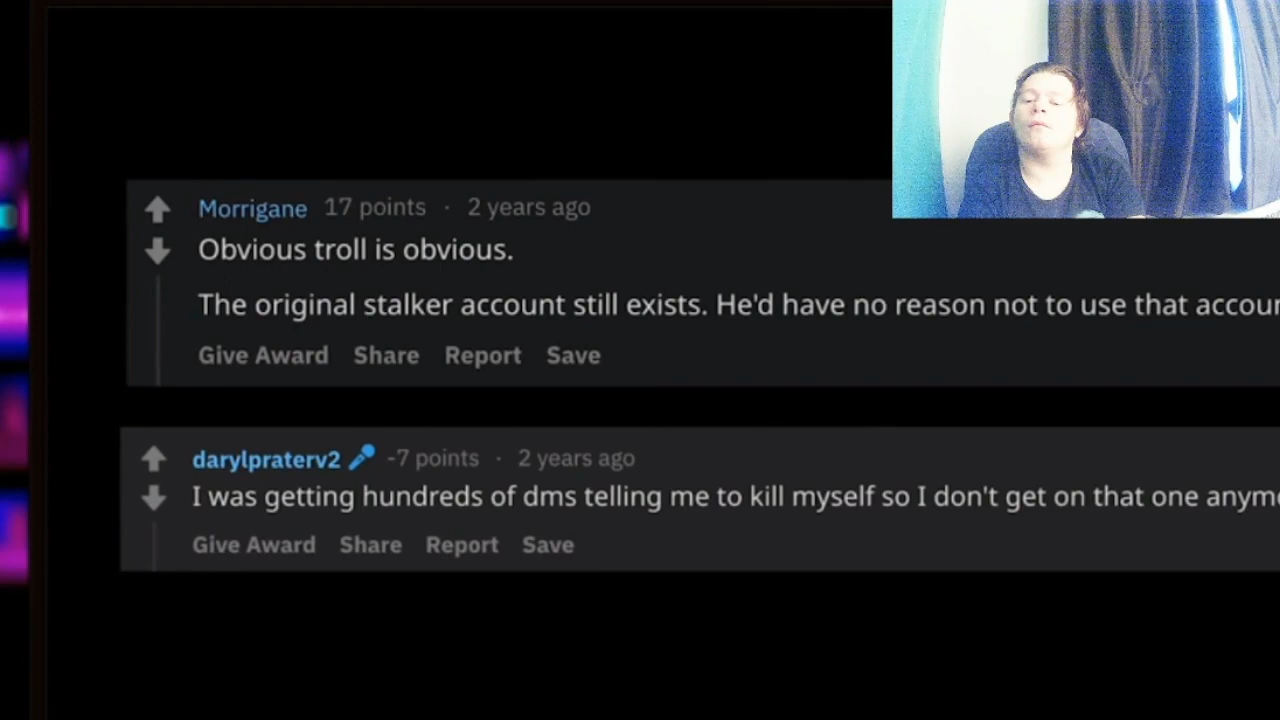 Morrigane 17 points · 2 years ago
Obvious troll is obvious.
The original stalker account still exists. He'd have no reason not to use that
Give Award Share Report Save
darylpraterv2 -7 points · 2 years ago
I was getting hundreds of dms telling me to kill myself so I don't get on that one
Give Award Share Report Save